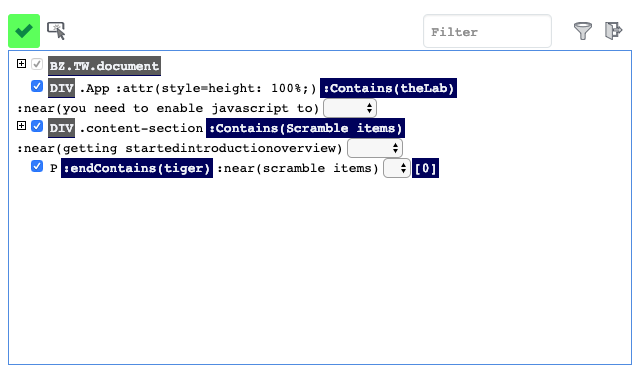 Filter
BZ.TW.document
DIV .App :attr(style=height: 100%;) :Contains(theLab)
:near(you need to enable javascript to)
DIV .content-section :Contains(Scramble items)
:near(getting startedintroductionoverview)
P :endContains(tiger) :near(scramble items) [0]